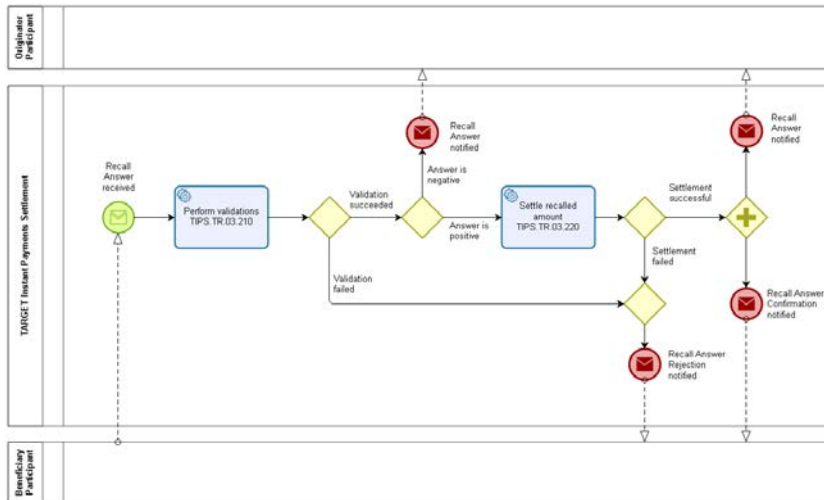 Originator
Participant
TARGET Instant Payments Settlement
Beneficiary
Participant
Recall
Answer
received
Perform validations
TIPS.TR.03.210
Validation
succeeded
Validation
failed
Recall
Answer
notified
Answer is
negative
Answer is
positive
Settle recalled
amount
TIPS.TR.03.220
Settlement
successful
Settlement
failed
Recall
Answer
notified
Recall Answer
Confirmation
notified
Recall Answer
Rejection
notified